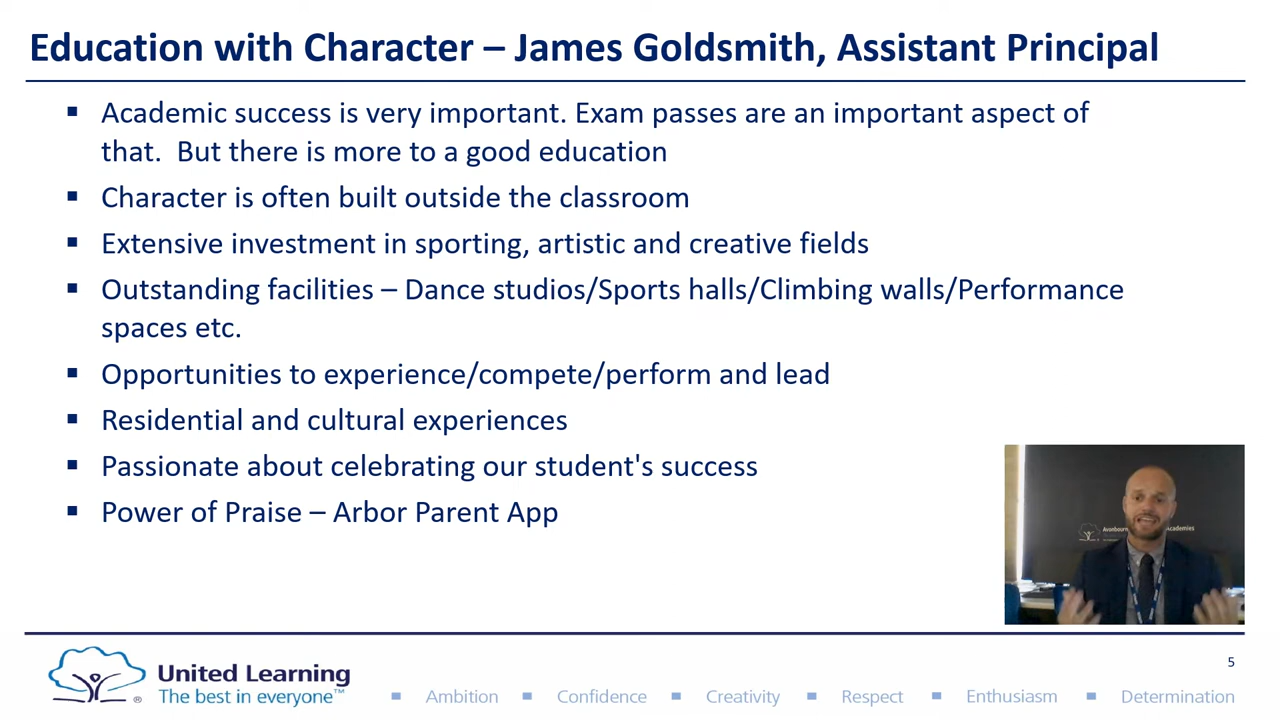 Education with Character – James Goldsmith, Assistant Principal
▪ Academic success is very important. Exam passes are an important aspect of
that.  But there is more to a good education
▪ Character is often built outside the classroom
▪ Extensive investment in sporting, artistic and creative fields
▪ Outstanding facilities – Dance studios/Sports halls/Climbing walls/Performance
spaces etc.
▪ Opportunities to experience/compete/perform and lead
▪ Residential and cultural experiences
▪ Passionate about celebrating our student's success
▪ Power of Praise – Arbor Parent App
Academies
5
United Learning
The best in everyone™
▪ Ambition ▪ Confidence ▪ Creativity ▪ Respect ▪ Enthusiasm ▪ Determination